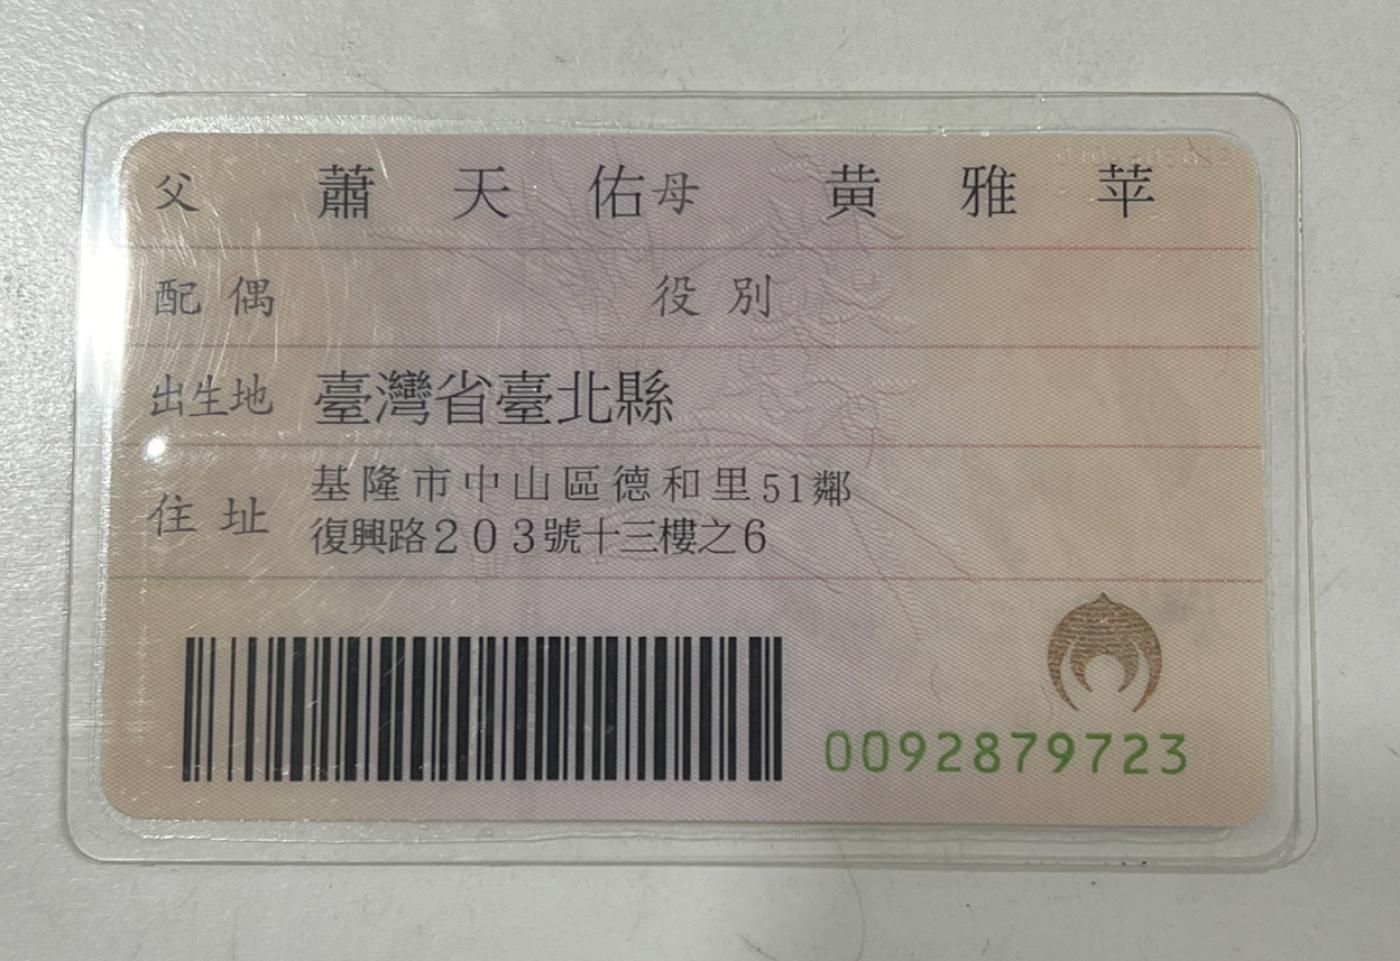 父 蕭天佑 母 黄雅苹
配偶 役別
出生地 臺灣省臺北縣
住址 基隆市中山區德和里51鄰
復興路203號十三樓之6
0092879723